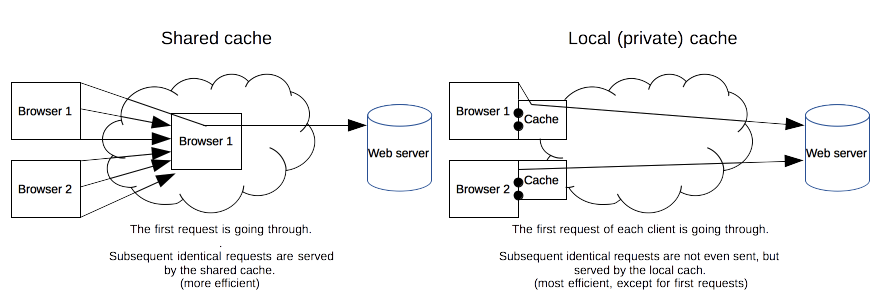 Shared cache
Browser 1
Browser 2
Browser 1
Web server
The first request is going through.
.
Subsequent identical requests are served
by the shared cache.
(more efficient)
Local (private) cache
Browser 1
Cache
Browser 2
Cache
Web server
The first request of each client is going through.
Subsequent identical requests are not even sent, but
served by the local cach.
(most efficient, except for first requests)